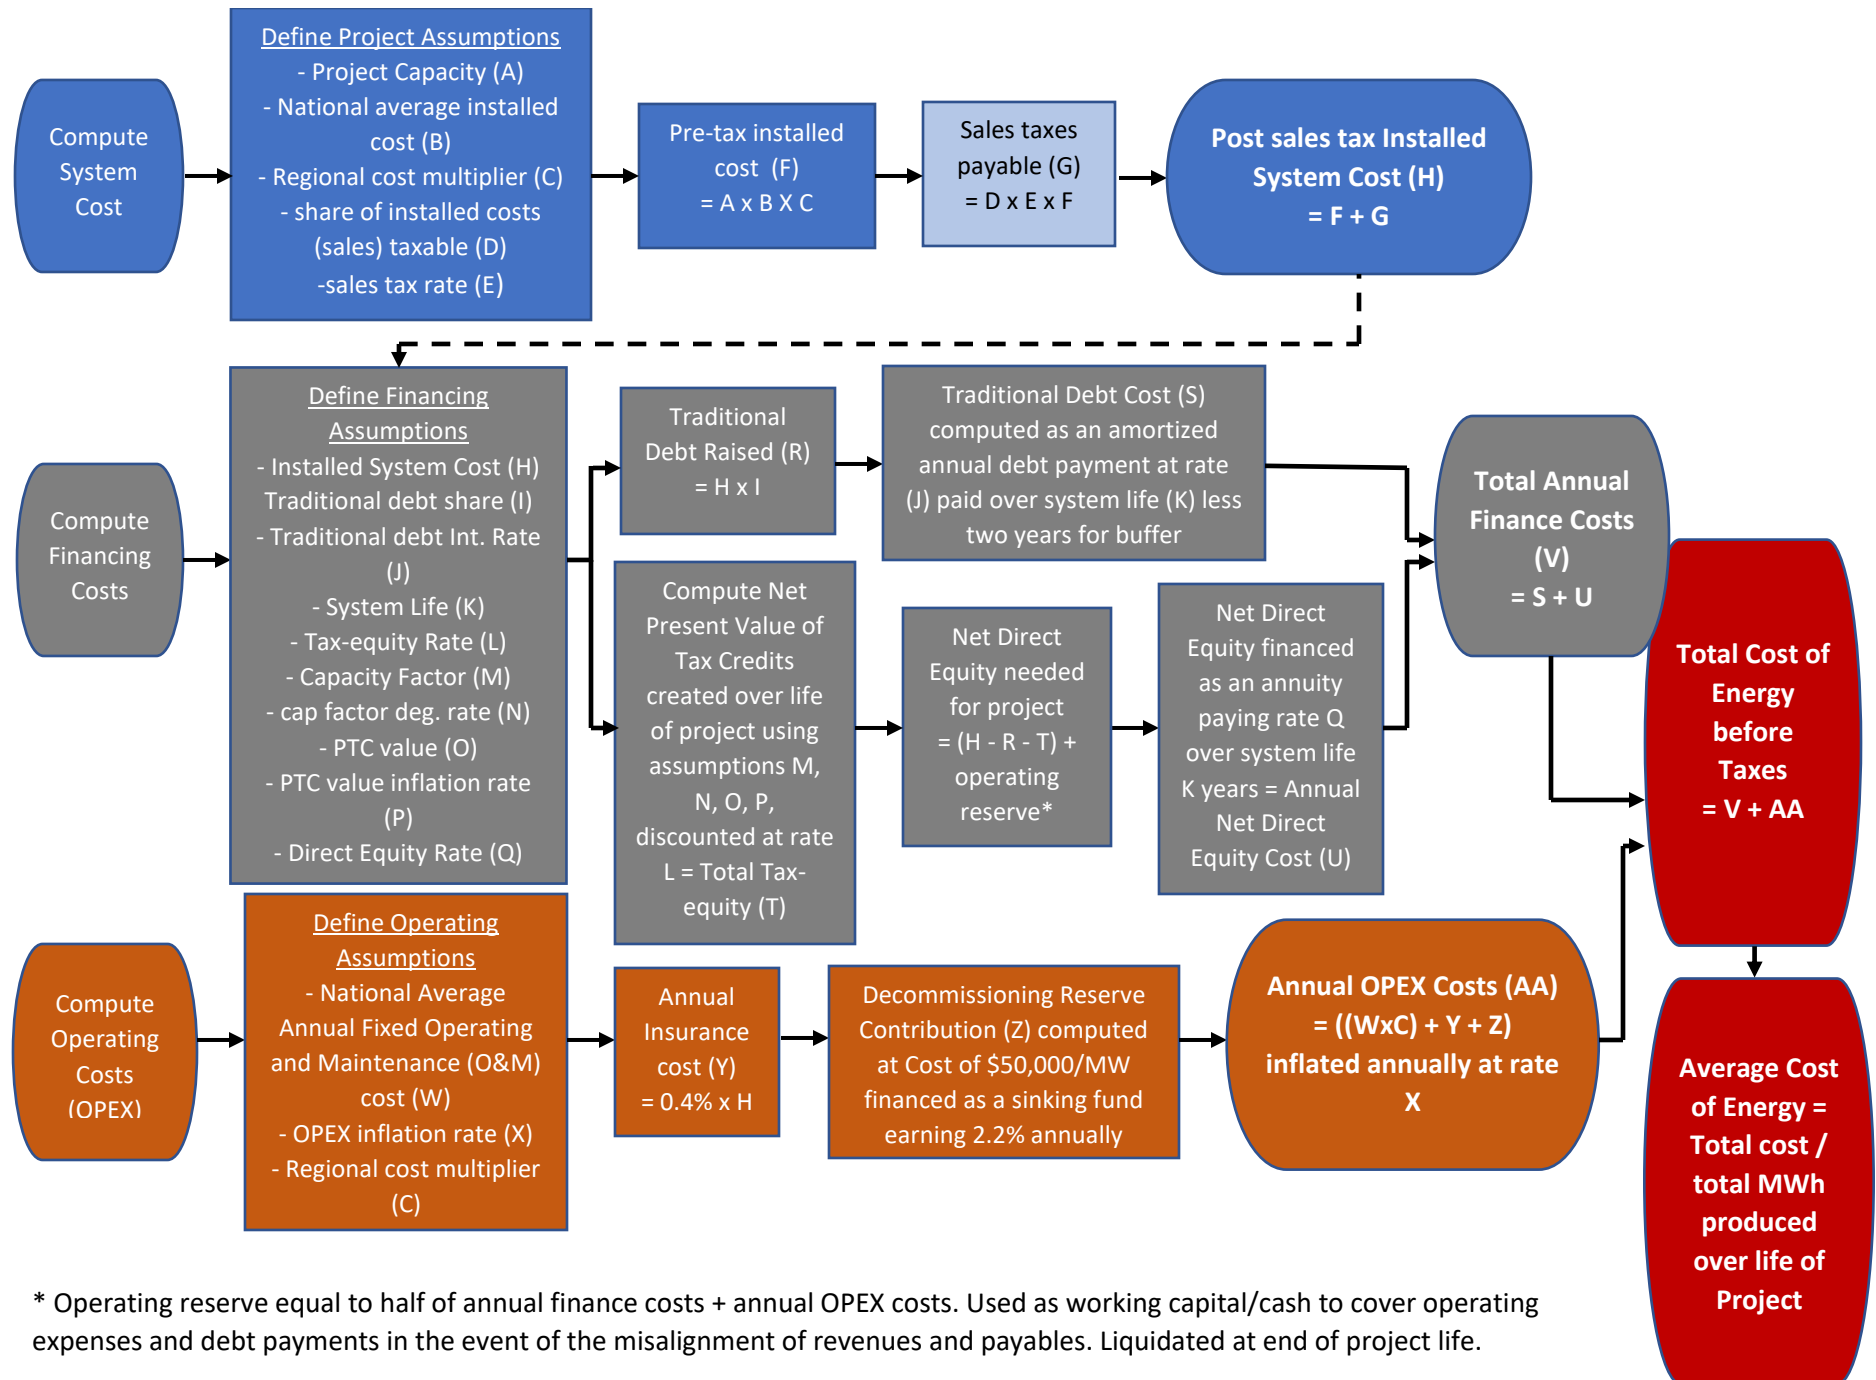 Compute
System
Cost
Define Project Assumptions
- Project Capacity (A)
- National average installed
cost (B)
- Regional cost multiplier (C)
- share of installed costs
(sales) taxable (D)
-sales tax rate (E)
Pre-tax installed
cost (F)
= A x B X C
Sales taxes
payable (G)
= D x E x F
Post sales tax Installed
System Cost (H)
= F + G
Compute
Financing
Costs
Define Financing
Assumptions
- Installed System Cost (H)
Traditional debt share (I)
- Traditional debt Int. Rate
(J)
- System Life (K)
- Tax-equity Rate (L)
- Capacity Factor (M)
- cap factor deg. rate (N)
- PTC value (O)
- PTC value inflation rate
(P)
- Direct Equity Rate (Q)
Traditional
Debt Raised (R)
= H x I
Traditional Debt Cost (S)
computed as an amortized
annual debt payment at rate
(J) paid over system life (K) less
two years for buffer
Compute Net
Present Value of
Tax Credits
created over life
of project using
assumptions M,
N, O, P,
discounted at rate
L = Total Tax-
equity (T)
Net Direct
Equity needed
for project
= (H - R - T) +
operating
reserve*
Net Direct
Equity financed
as an annuity
paying rate Q
over system life
K years = Annual
Net Direct
Equity Cost (U)
Total Annual
Finance Costs
(V)
= S + U
Total Cost of
Energy
before
Taxes
= V + AA
Compute
Operating
Costs
(OPEX)
Define Operating
Assumptions
- National Average
Annual Fixed Operating
and Maintenance (O&M)
cost (W)
- OPEX inflation rate (X)
- Regional cost multiplier
(C)
Annual
Insurance
cost (Y)
= 0.4% x H
Decommissioning Reserve
Contribution (Z) computed
at Cost of $50,000/MW
financed as a sinking fund
earning 2.2% annually
Annual OPEX Costs (AA)
= ((WxC) + Y + Z)
inflated annually at rate
X
Average Cost
of Energy =
Total cost /
total MWh
produced
over life of
Project
* Operating reserve equal to half of annual finance costs + annual OPEX costs. Used as working capital/cash to cover operating
expenses and debt payments in the event of the misalignment of revenues and payables. Liquidated at end of project life.